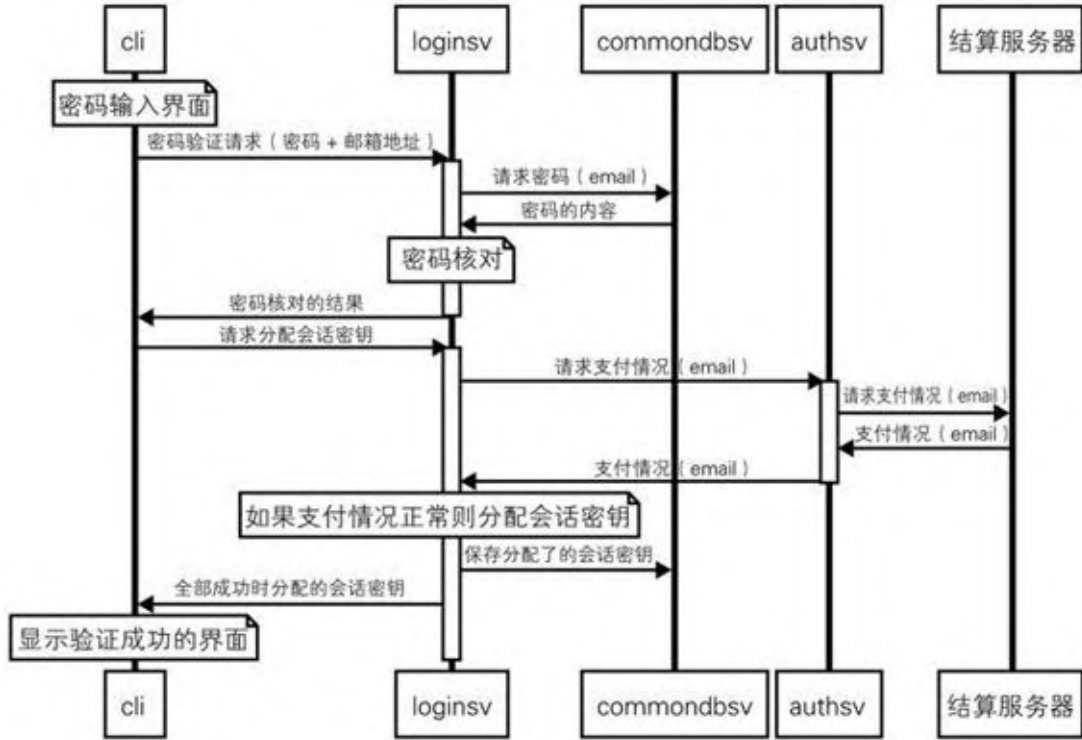 cli
loginsv
commondbsv
authsv
结算服务器
密码输入界面
密码验证请求（密码 + 邮箱地址）
请求密码（email）
密码的内容
密码核对
密码核对的结果
请求分配会话密钥
请求支付情况（email）
请求支付情况（email）
支付情况（email）
支付情况（email）
如果支付情况正常则分配会话密钥
保存分配了的会话密钥
全部成功时分配的会话密钥
显示验证成功的界面
cli
loginsv
commondbsv
authsv
结算服务器